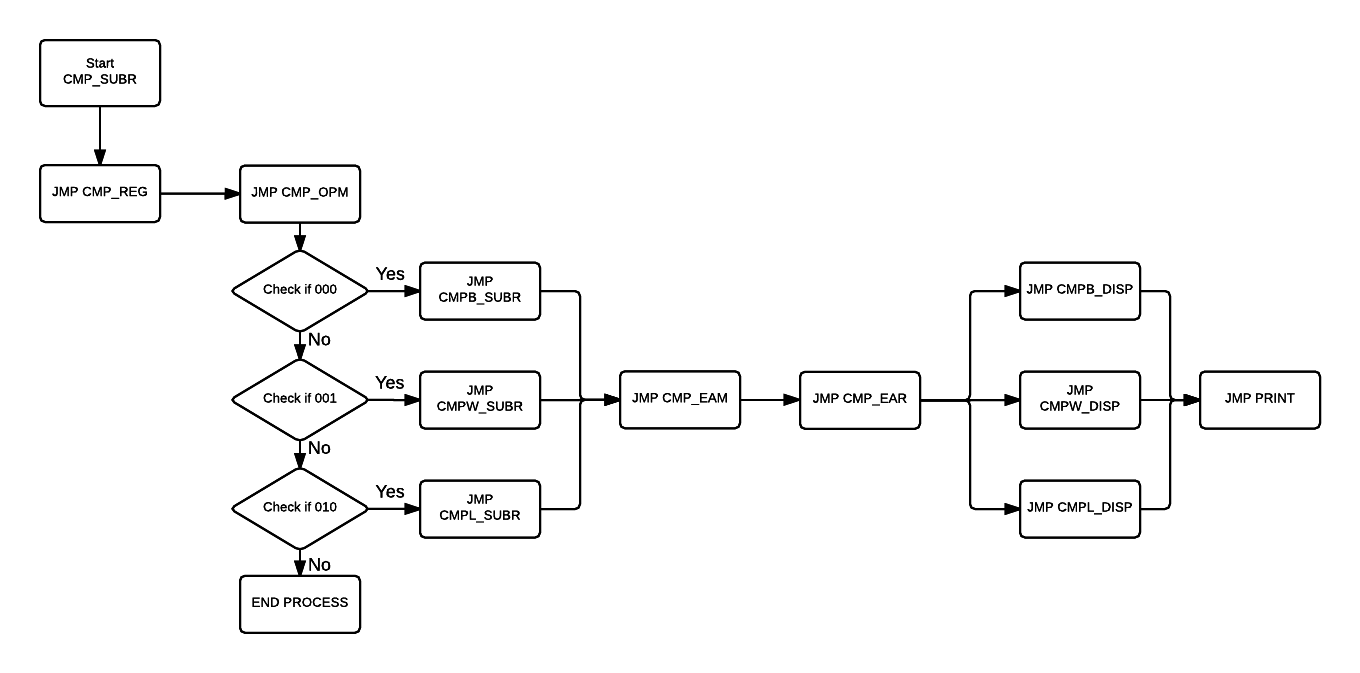 Start
CMP_SUBR
JMP CMP_REG
JMP CMP_OPM
Check if 000
Yes
JMP
CMPB_SUBR
No
Check if 001
Yes
JMP
CMPW_SUBR
No
Check if 010
Yes
JMP
CMPL_SUBR
No
END PROCESS
JMP CMP_EAM
JMP CMP_EAR
JMP CMPB_DISP
JMP
CMPW_DISP
JMP CMPL_DISP
JMP PRINT